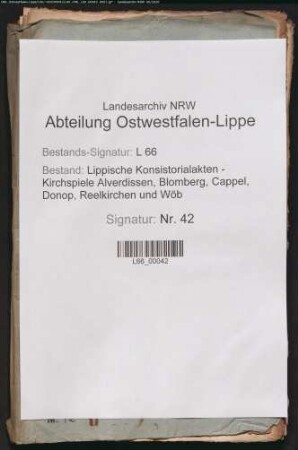 Landesarchiv NRW
Abteilung Ostwestfalen-Lippe
Bestands-Signatur: L 66
Bestand: Lippische Konsistorialakten -
Kirchspiele Alverdissen, Blomberg, Cappel,
Donop, Reelkirchen und Wöb
Signatur: Nr. 42
L66_00042